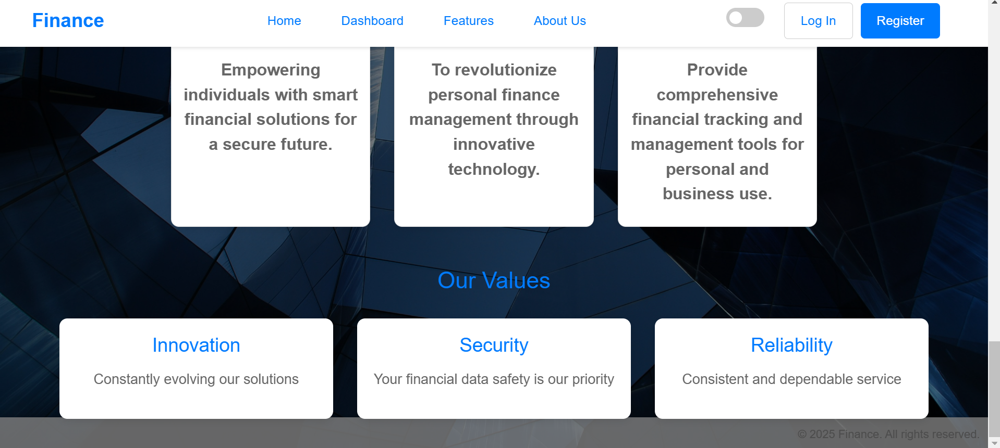 Finance
Home
Dashboard
Features
About Us
Log In
Register
Empowering
individuals with smart
financial solutions for
a secure future.
To revolutionize
personal finance
management through
innovative
technology.
Provide
comprehensive
financial tracking and
management tools for
personal and
business use.
Our Values
Innovation
Constantly evolving our solutions
Security
Your financial data safety is our priority
Reliability
Consistent and dependable service
© 2025 Finance. All rights reserved.